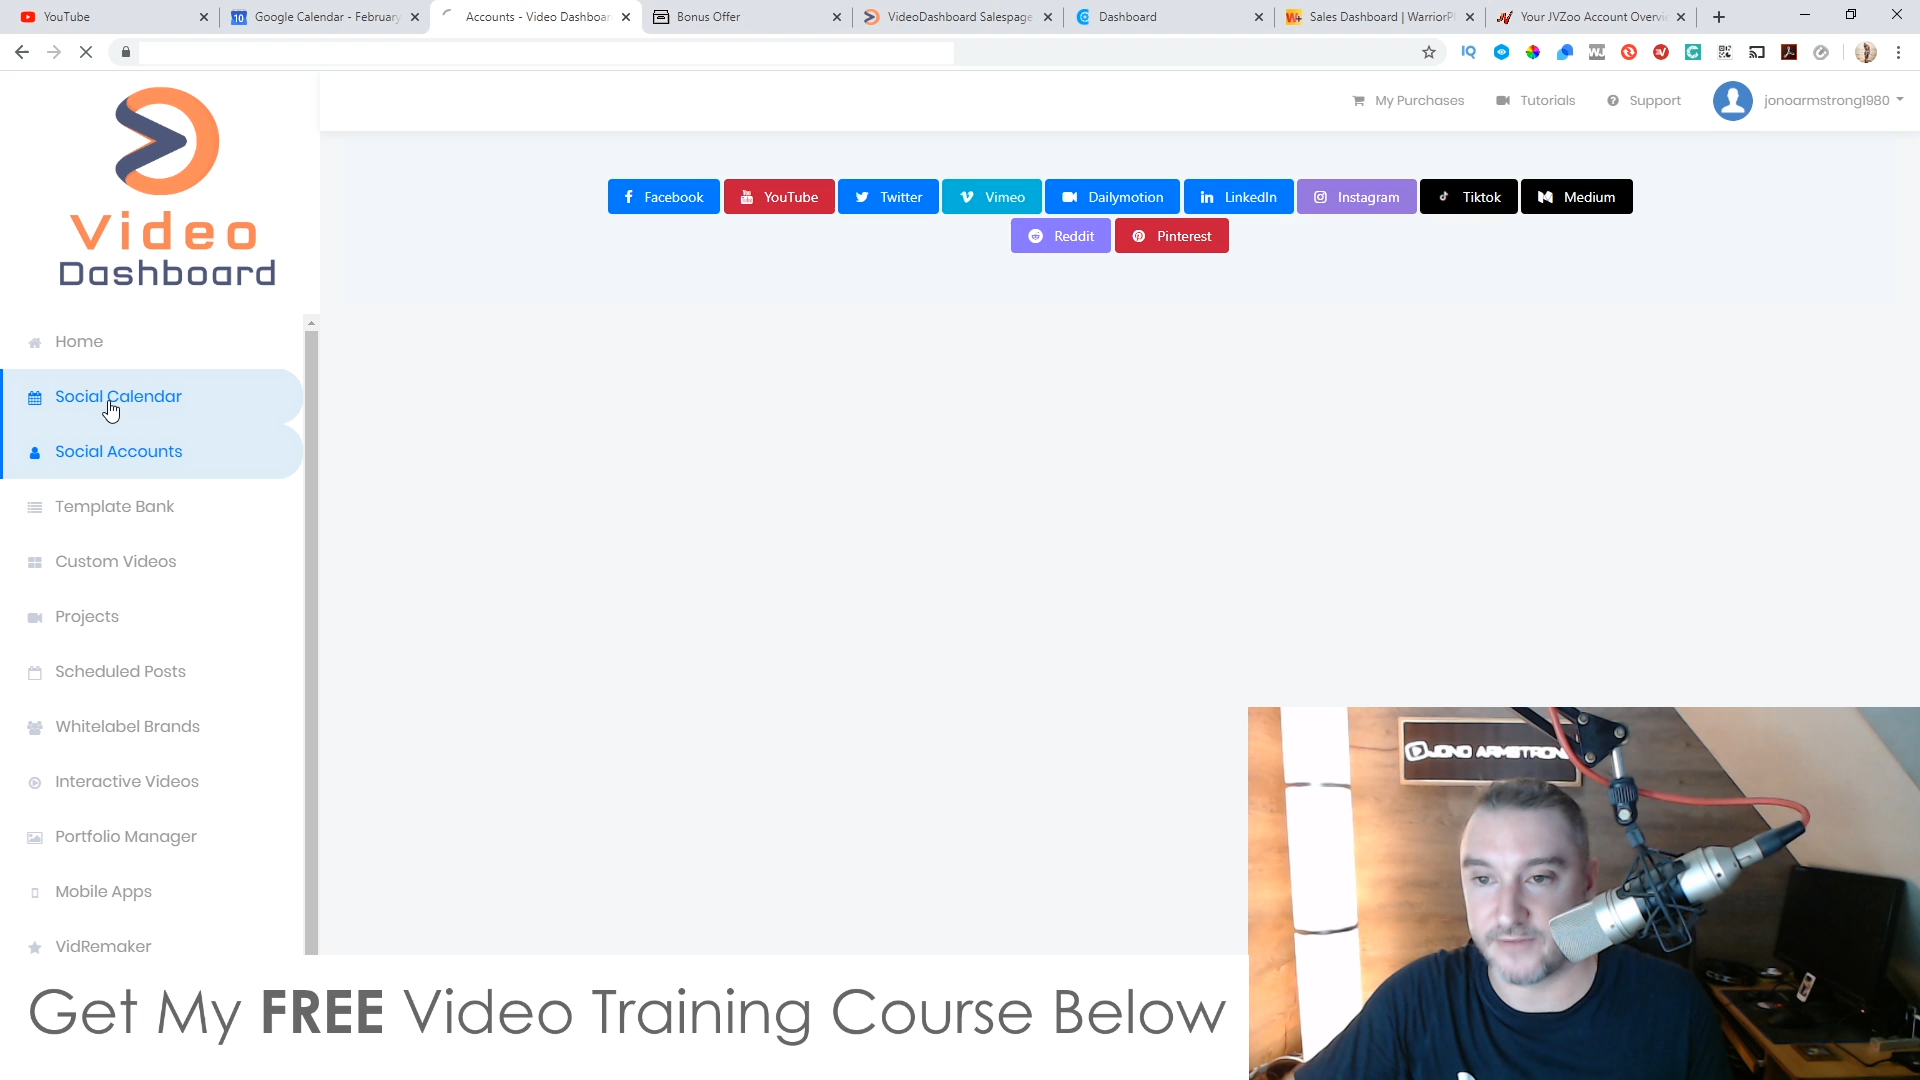 YouTube
Google Calendar - February
Accounts - Video Dashboar
Bonus Offer
VideoDashboard Salespage
Dashboard
Sales Dashboard | WarriorPl
Your JVZoo Account Overvi
My Purchases
Tutorials
Support
jonoarmstrong1980
Video
Dashboard
Facebook
YouTube
Twitter
Vimeo
Dailymotion
LinkedIn
Instagram
Tiktok
Medium
Reddit
Pinterest
Home
Social Calendar
Social Accounts
Template Bank
Custom Videos
Projects
Scheduled Posts
Whitelabel Brands
Interactive Videos
Portfolio Manager
Mobile Apps
VidRemaker
JONO ARMSTRON
Get My FREE Video Training Course Below